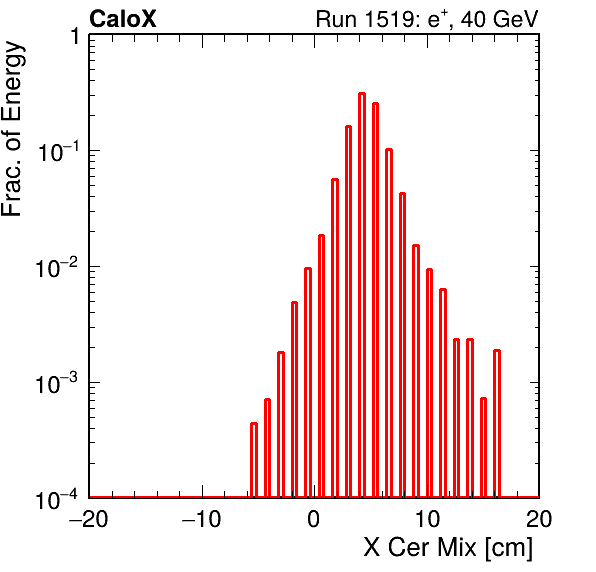 CaloX Run 1519: e⁺, 40 GeV
Frac. of Energy
1
10⁻¹
10⁻²
10⁻³
10⁻⁴
−20 −10 0 10 20
X Cer Mix [cm]